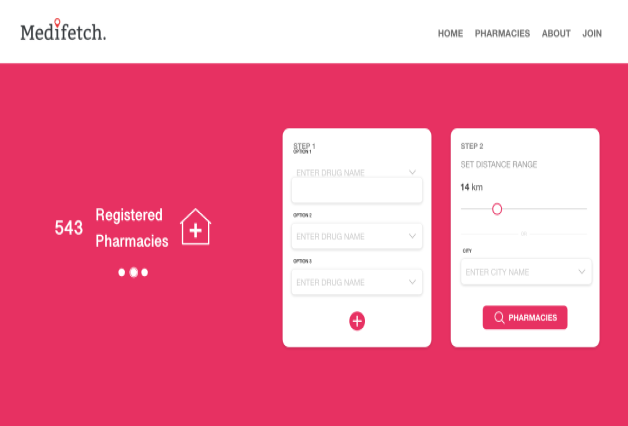 Medifetch.
HOME PHARMACIES ABOUT JOIN
543 Registered
Pharmacies
STEP 1
OPTION 1
ENTER DRUG NAME
OPTION 2
ENTER DRUG NAME
OPTION 3
ENTER DRUG NAME
STEP 2
SET DISTANCE RANGE
14 km
CITY
ENTER CITY NAME
PHARMACIES